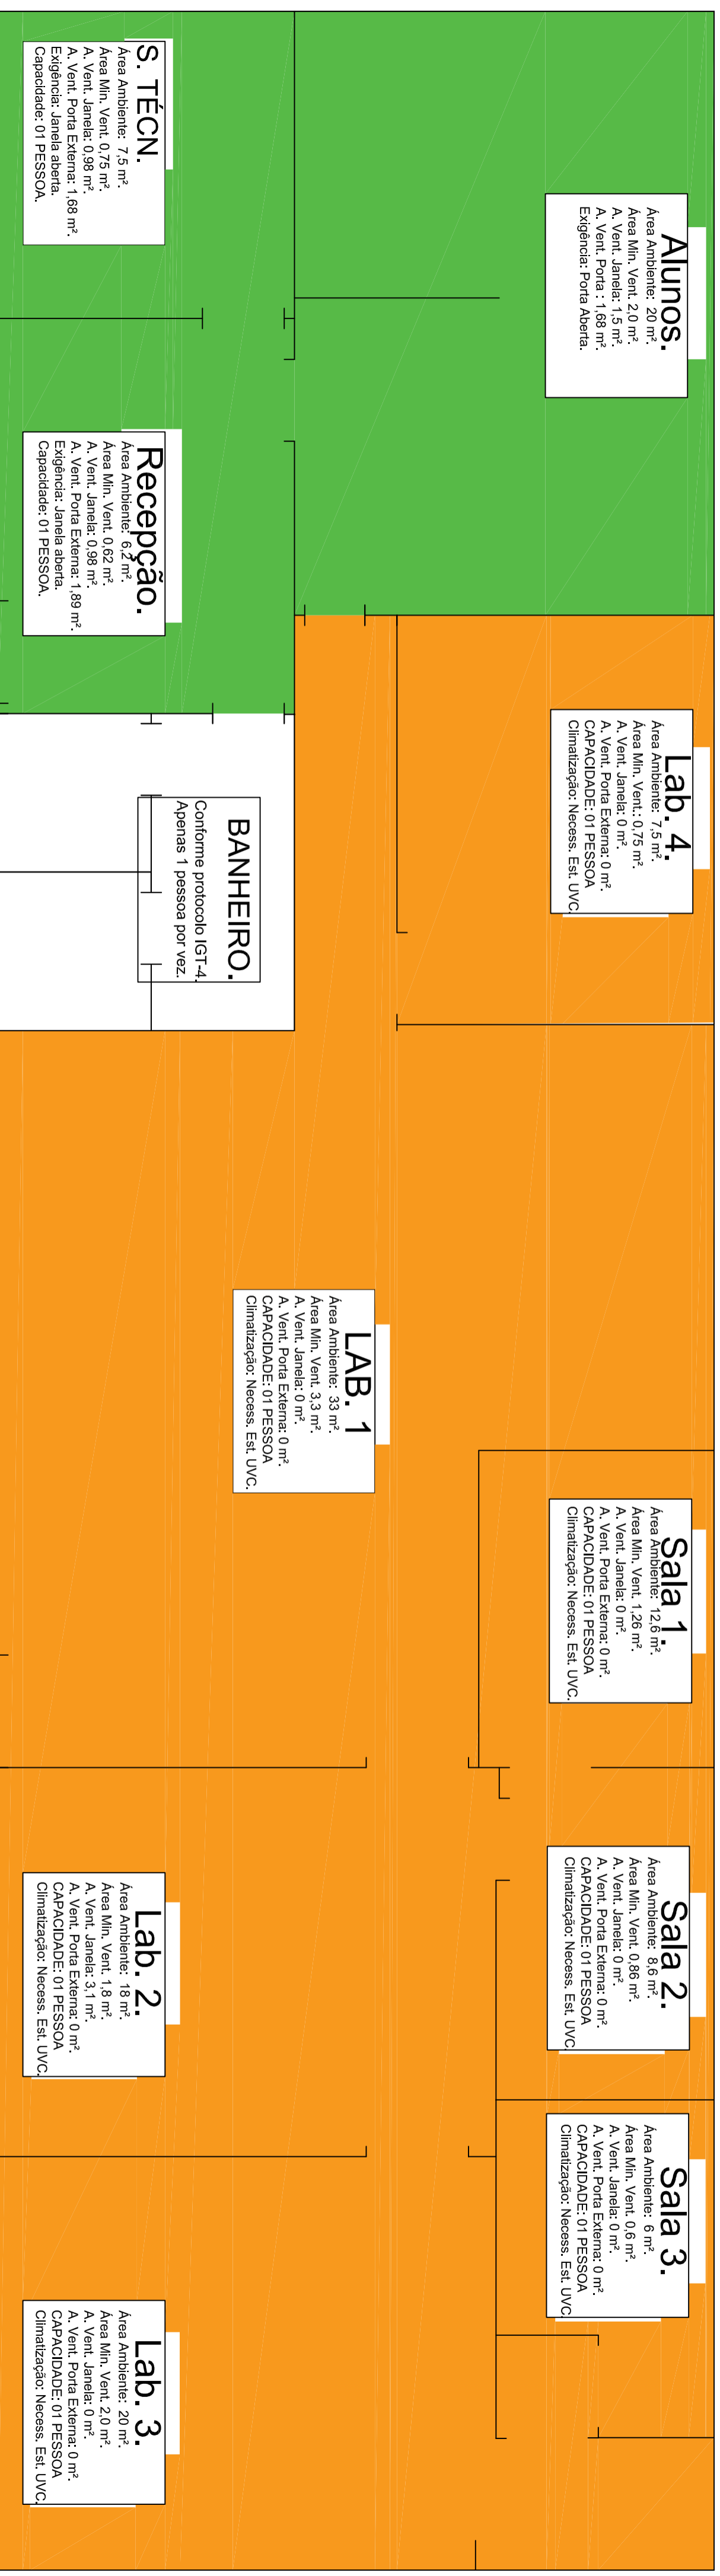 Alunos.
Área Ambiente: 20 m².
Área Min. Vent. 2,0 m².
A. Vent. Janela: 1,5 m².
A. Vent. Porta : 1,68 m².
Exigência: Porta Aberta.
Lab. 4.
Área Ambiente: 7,5 m².
Área Min. Vent.: 0,75 m².
A. Vent. Janela: 0 m².
A. Vent. Porta Externa: 0 m².
CAPACIDADE: 01 PESSOA
Climatização: Necess. Est. UVC.
Sala 1.
Área Ambiente: 12,6 m².
Área Min. Vent. 1,26 m².
A. Vent. Janela: 0 m².
A. Vent. Porta Externa: 0 m².
CAPACIDADE: 01 PESSOA
Climatização: Necess. Est. UVC.
Sala 2.
Área Ambiente: 8,6 m².
Área Min. Vent. 0,86 m².
A. Vent. Janela: 0 m².
A. Vent. Porta Externa: 0 m².
CAPACIDADE: 01 PESSOA
Climatização: Necess. Est. UVC.
Sala 3.
Área Ambiente: 6 m².
Área Min. Vent. 0,6 m².
A. Vent. Janela: 0 m².
A. Vent. Porta Externa: 0 m².
CAPACIDADE: 01 PESSOA
Climatização: Necess. Est. UVC.
LAB. 1
Área Ambiente: 33 m².
Área Min. Vent. 3,3 m².
A. Vent. Janela: 0 m².
A. Vent. Porta Externa: 0 m².
CAPACIDADE: 01 PESSOA
Climatização: Necess. Est. UVC.
BANHEIRO.
Conforme protocolo IGT-4.
Apenas 1 pessoa por vez.
S. TÉCN.
Área Ambiente: 7,5 m².
Área Min. Vent. 0,75 m².
A. Vent. Janela: 0,98 m².
A. Vent. Porta Externa: 1,68 m².
Exigência: Janela aberta.
Capacidade: 01 PESSOA.
Recepção.
Área Ambiente: 6,2 m².
Área Min. Vent. 0,62 m².
A. Vent. Janela: 0,98 m².
A. Vent. Porta Externa: 1,89 m².
Exigência: Janela aberta.
Capacidade: 01 PESSOA.
Lab. 2.
Área Ambiente: 18 m².
Área Min. Vent. 1,8 m².
A. Vent. Janela: 3,1 m².
A. Vent. Porta Externa: 0 m².
CAPACIDADE: 01 PESSOA
Climatização: Necess. Est. UVC.
Lab. 3.
Área Ambiente: 20 m².
Área Min. Vent. 2,0 m².
A. Vent. Janela: 0 m².
A. Vent. Porta Externa: 0 m².
CAPACIDADE: 01 PESSOA
Climatização: Necess. Est. UVC.